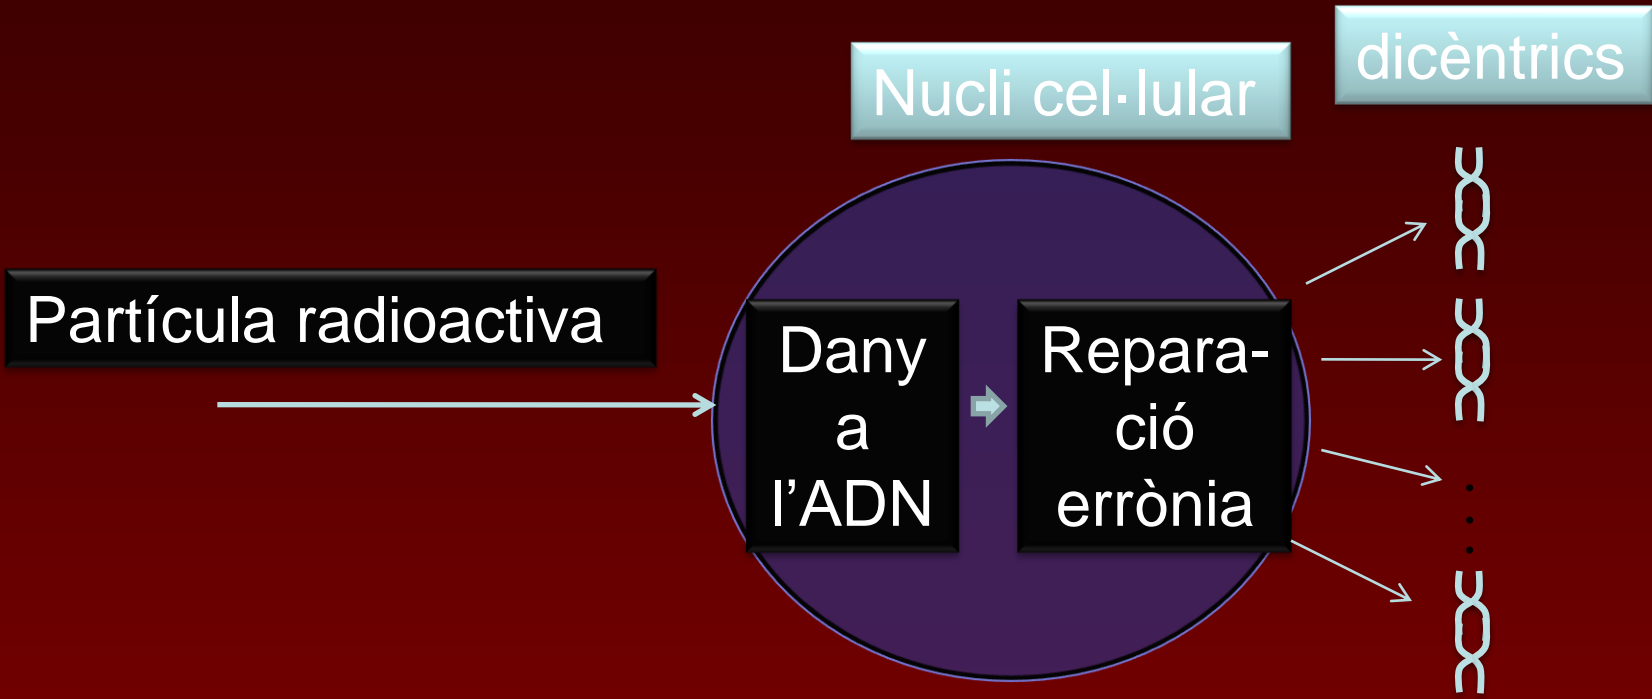 dicèntrics
Nucli cel·lular
Partícula radioactiva
Dany
a
l’ADN
Repara-
ció
errònia